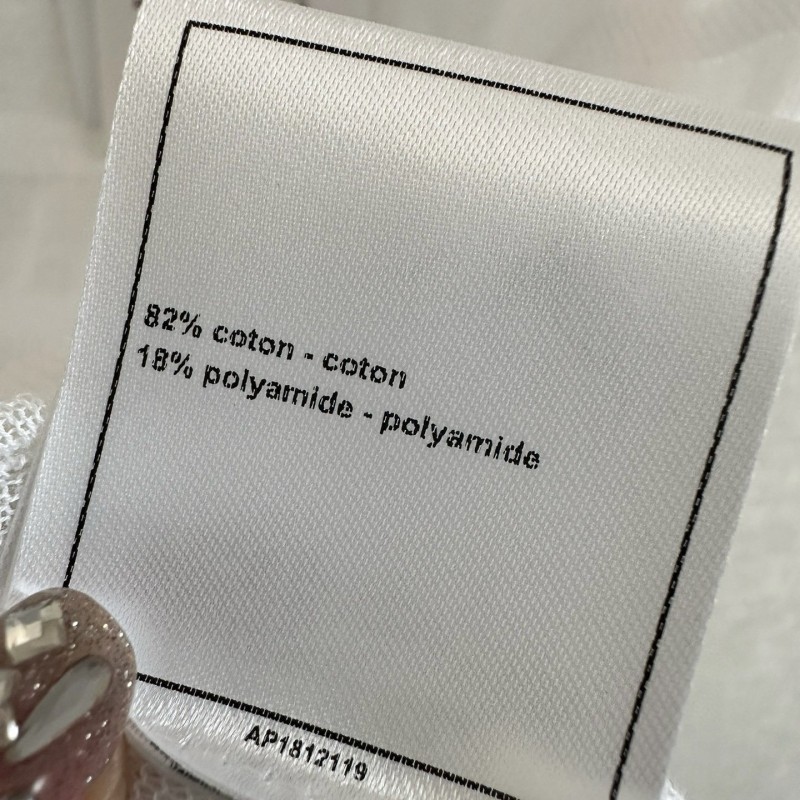 82% coton - coton
18% polyamide - polyamide
AP1812119